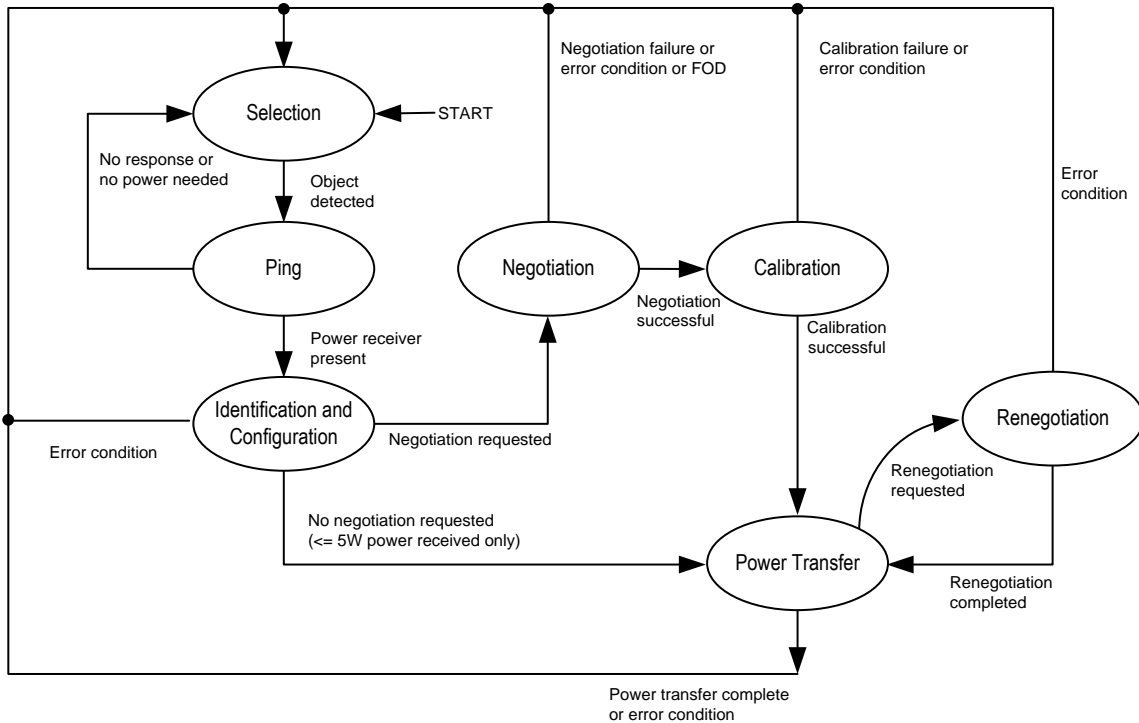 Negotiation failure or
error condition or FOD
Calibration failure or
error condition
Selection
START
No response or
no power needed
Object
detected
Error
condition
Ping
Negotiation
Calibration
Negotiation
successful
Calibration
successful
Power receiver
present
Identification and
Configuration
Renegotiation
Error condition
Negotiation requested
Renegotiation
requested
No negotiation requested
(<= 5W power received only)
Power Transfer
Renegotiation
completed
Power transfer complete
or error condition